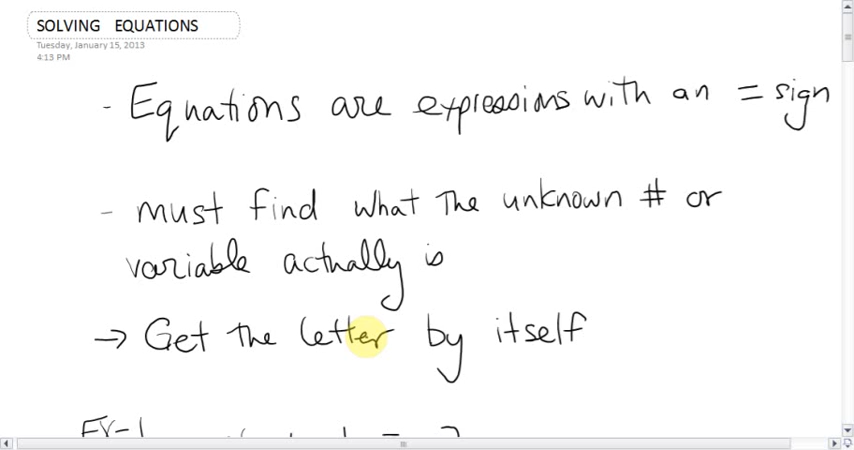 SOLVING EQUATIONS
Tuesday, January 15, 2013
4:13 PM
- Equations are expressions with an = sign
- must find what the unknown # or
variable actually is
→ Get the letter by itself